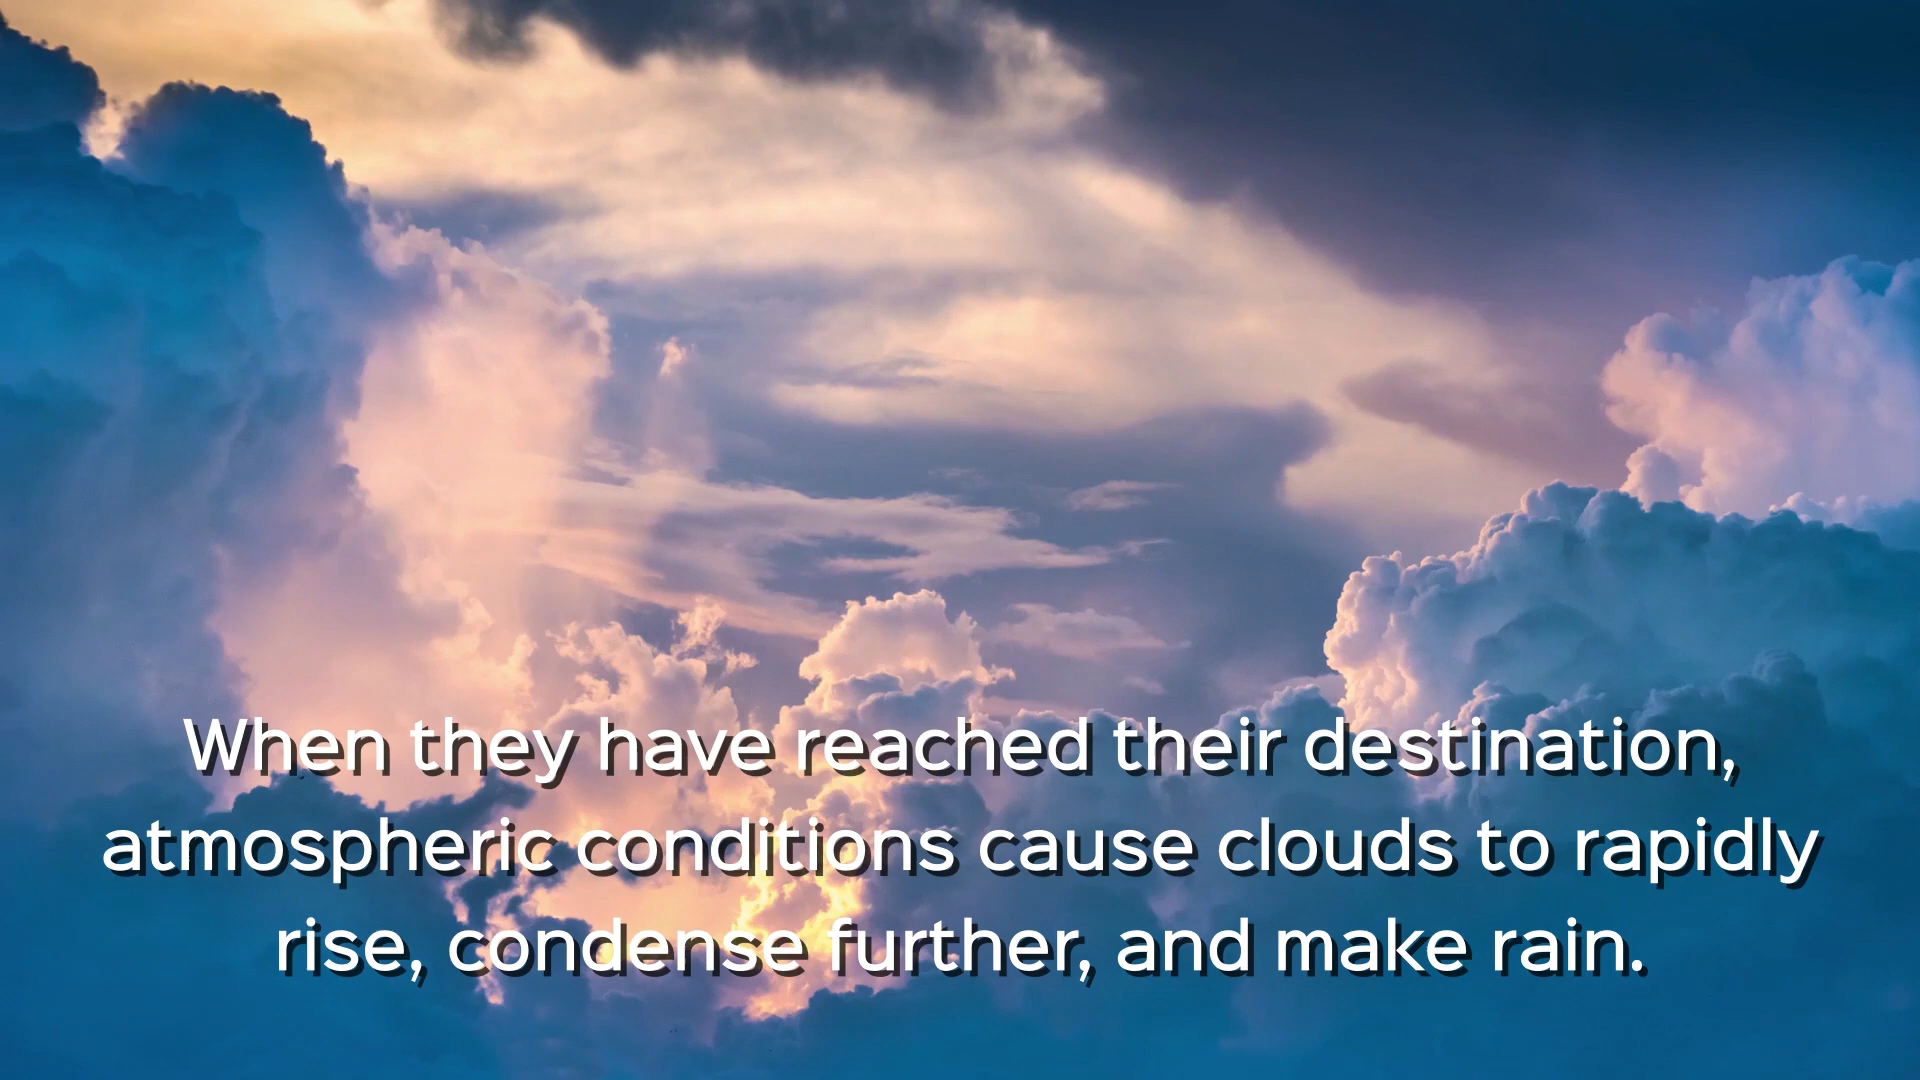 When they have reached their destination,
atmospheric conditions cause clouds to rapidly
rise, condense further, and make rain.